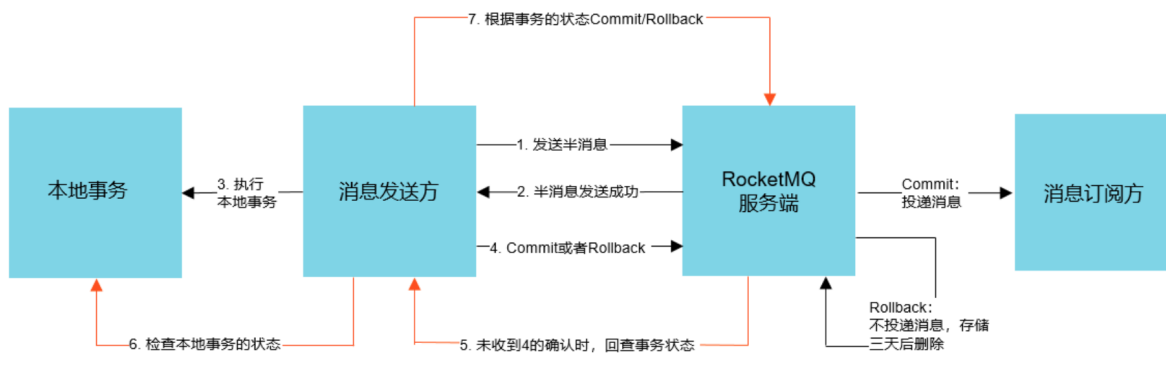 7. 根据事务的状态Commit/Rollback
本地事务
3. 执行
本地事务
消息发送方
1. 发送半消息
2. 半消息发送成功
4. Commit或者Rollback
RocketMQ
服务端
Commit：
投递消息
消息订阅方
Rollback：
不投递消息，存储
三天后删除
6. 检查本地事务的状态
5. 未收到4的确认时，回查事务状态